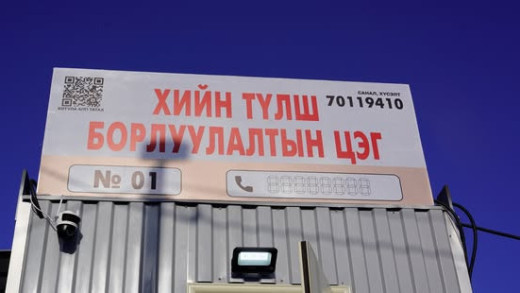 САНАЛ, ХҮСЭЛТ
70119410
ХИЙН ТҮЛШ
БОРЛУУЛАЛТЫН ЦЭГ
№ 01